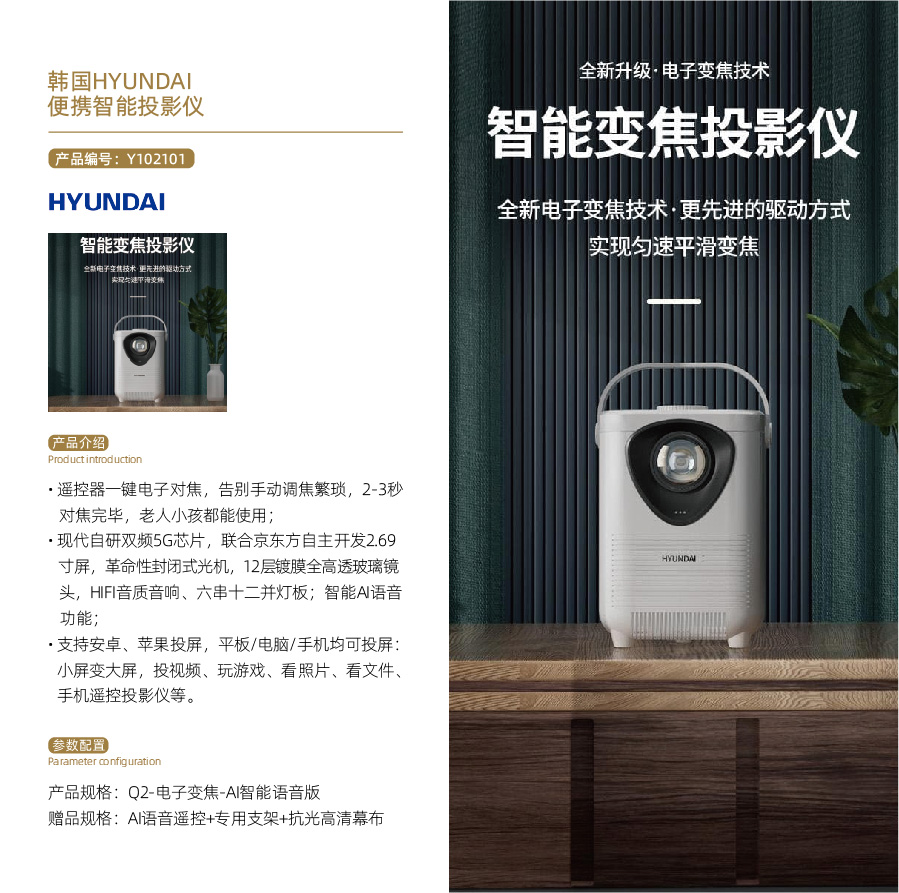 韩国HYUNDAI
便携智能投影仪
产品编号：Y102101
HYUNDAI
智能变焦投影仪
全新电子变焦技术·更先进的驱动方式
实现匀速平滑变焦
产品介绍
Product introduction
• 遥控器一键电子对焦，告别手动调焦繁琐，2-3秒
对焦完毕，老人小孩都能使用；
• 现代自研双频5G芯片，联合京东方自主开发2.69
寸屏，革命性封闭式光机，12层镀膜全高透玻璃镜
头，HIFI音质音响、六串十二并灯板；智能AI语音
功能；
• 支持安卓、苹果投屏，平板/电脑/手机均可投屏：
小屏变大屏，投视频、玩游戏、看照片、看文件、
手机遥控投影仪等。
参数配置
Parameter configuration
产品规格：Q2-电子变焦-AI智能语音版
赠品规格：AI语音遥控+专用支架+抗光高清幕布
全新升级·电子变焦技术
智能变焦投影仪
全新电子变焦技术·更先进的驱动方式
实现匀速平滑变焦
HYUNDAI